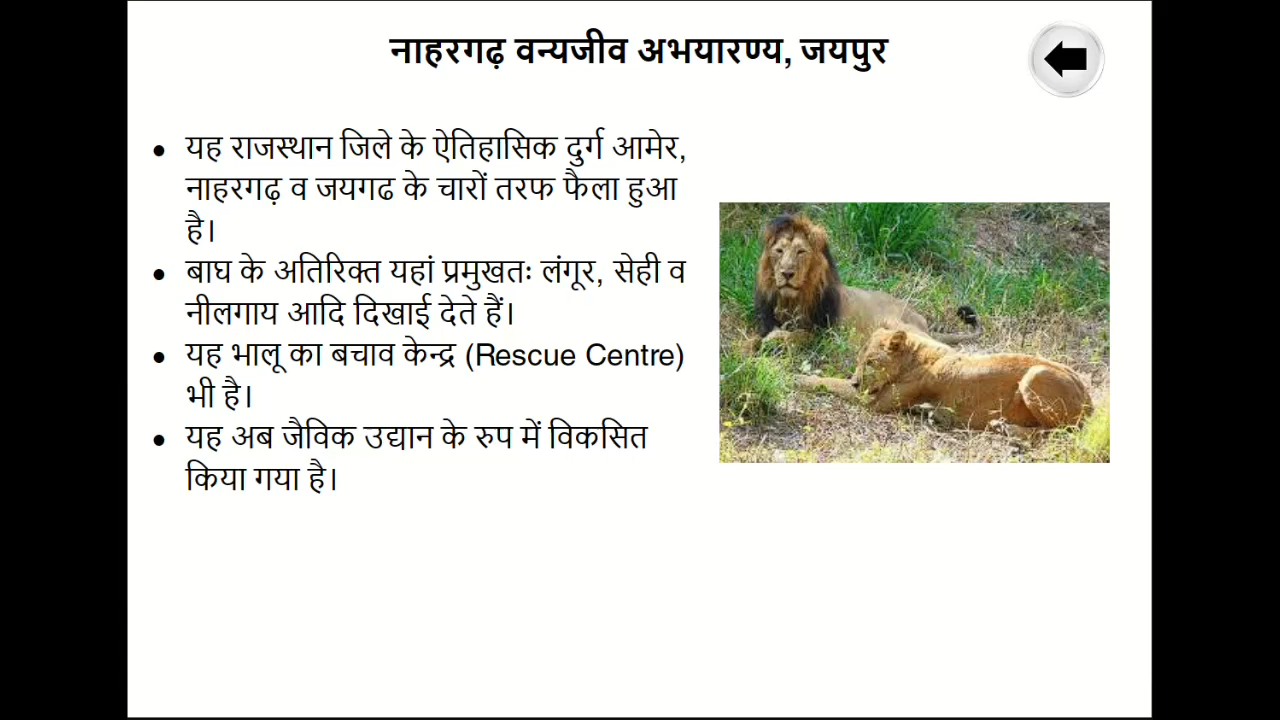 नाहरगढ़ वन्यजीव अभयारण्य, जयपुर
• यह राजस्थान जिले के ऐतिहासिक दुर्ग आमेर,
नाहरगढ़ व जयगढ के चारों तरफ फैला हुआ
है।
• बाघ के अतिरिक्त यहां प्रमुखतः लंगूर, सेही व
नीलगाय आदि दिखाई देते हैं।
• यह भालू का बचाव केन्द्र (Rescue Centre)
भी है।
• यह अब जैविक उद्यान के रुप में विकसित
किया गया है।